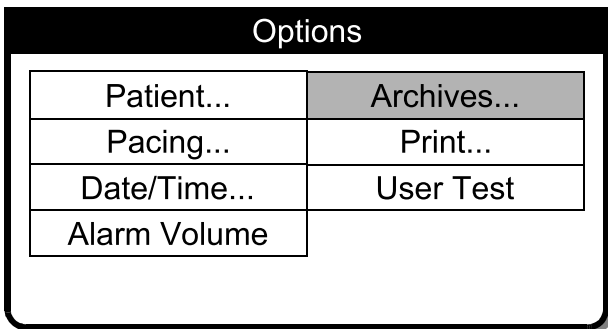 Options
Patient...
Archives...
Pacing...
Print...
Date/Time...
User Test
Alarm Volume